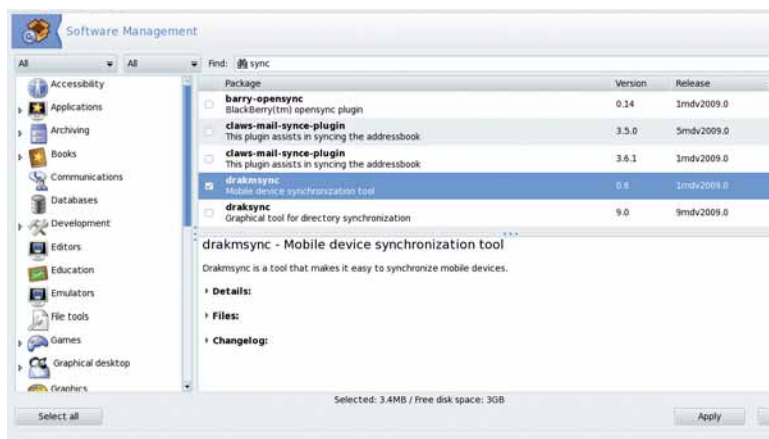 Software Management
All All Find: sync
Package Version Release
barry-opensync
BlackBerry(tm) opensync plugin
0.14 1mdv2009.0
claws-mail-synce-plugin
This plugin assists in syncing the addressbook
3.5.0 5mdv2009.0
claws-mail-synce-plugin
This plugin assists in syncing the addressbook
3.6.1 1mdv2009.0
drakmsync
Mobile device synchronization tool
0.6 1mdv2009.0
draksync
Graphical tool for directory synchronization
9.0 9mdv2009.0
Accessibility
Applications
Archiving
Books
Communications
Databases
Development
Editors
Education
Emulators
File tools
Games
Graphical desktop
Graphics
drakmsync - Mobile device synchronization tool
Drakmsync is a tool that makes it easy to synchronize mobile devices.
Details:
Files:
Changelog:
Selected: 3.4MB / Free disk space: 3GB
Select all
Apply